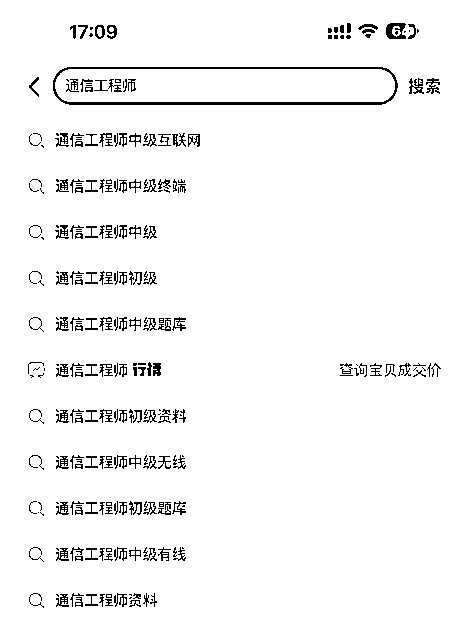 17:09 64
通信工程师 搜索
通信工程师中级互联网
通信工程师中级终端
通信工程师中级
通信工程师初级
通信工程师中级题库
通信工程师 行情 查询宝贝成交价
通信工程师初级资料
通信工程师中级无线
通信工程师初级题库
通信工程师中级有线
通信工程师资料